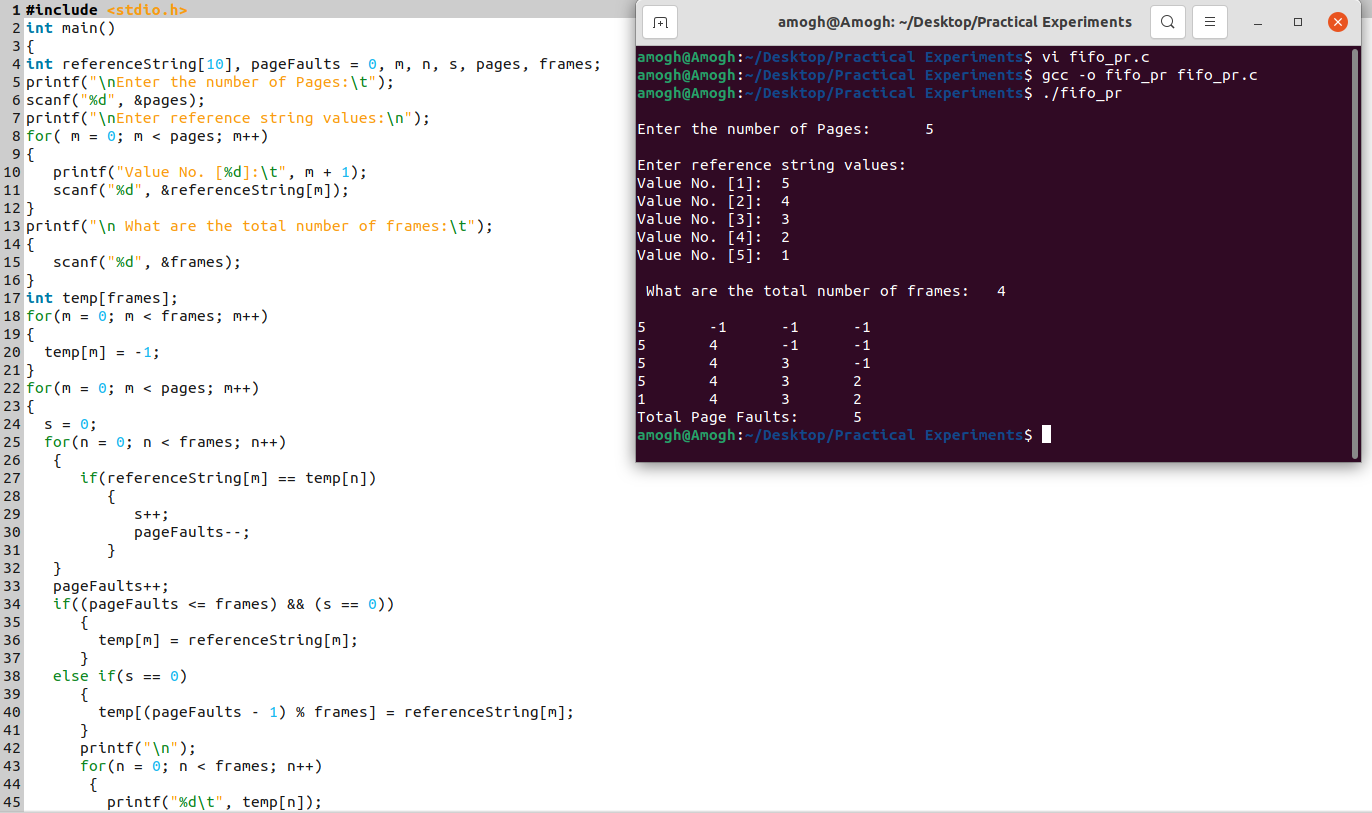 1 #include <stdio.h>
2 int main()
3 {
4 int referenceString[10], pageFaults = 0, m, n, s, pages, frames;
5 printf("\nEnter the number of Pages:\t");
6 scanf("%d", &pages);
7 printf("\nEnter reference string values:\n");
8 for( m = 0; m < pages; m++)
9 {
10    printf("Value No. [%d]:\t", m + 1);
11    scanf("%d", &referenceString[m]);
12 }
13 printf("\n What are the total number of frames:\t");
14 {
15    scanf("%d", &frames);
16 }
17 int temp[frames];
18 for(m = 0; m < frames; m++)
19 {
20   temp[m] = -1;
21 }
22 for(m = 0; m < pages; m++)
23 {
24   s = 0;
25   for(n = 0; n < frames; n++)
26    {
27       if(referenceString[m] == temp[n])
28          {
29             s++;
30             pageFaults--;
31          }
32    }
33    pageFaults++;
34    if((pageFaults <= frames) && (s == 0))
35       {
36         temp[m] = referenceString[m];
37       }
38    else if(s == 0)
39       {
40         temp[(pageFaults - 1) % frames] = referenceString[m];
41       }
42       printf("\n");
43       for(n = 0; n < frames; n++)
44        {
45          printf("%d\t", temp[n]);
amogh@Amogh: ~/Desktop/Practical Experiments
amogh@Amogh:~/Desktop/Practical Experiments$ vi fifo_pr.c
amogh@Amogh:~/Desktop/Practical Experiments$ gcc -o fifo_pr fifo_pr.c
amogh@Amogh:~/Desktop/Practical Experiments$ ./fifo_pr
Enter the number of Pages:      5
Enter reference string values:
Value No. [1]:  5
Value No. [2]:  4
Value No. [3]:  3
Value No. [4]:  2
Value No. [5]:  1
 What are the total number of frames:   4
5       -1      -1      -1
5       4       -1      -1
5       4       3       -1
5       4       3       2
1       4       3       2
Total Page Faults:      5
amogh@Amogh:~/Desktop/Practical Experiments$